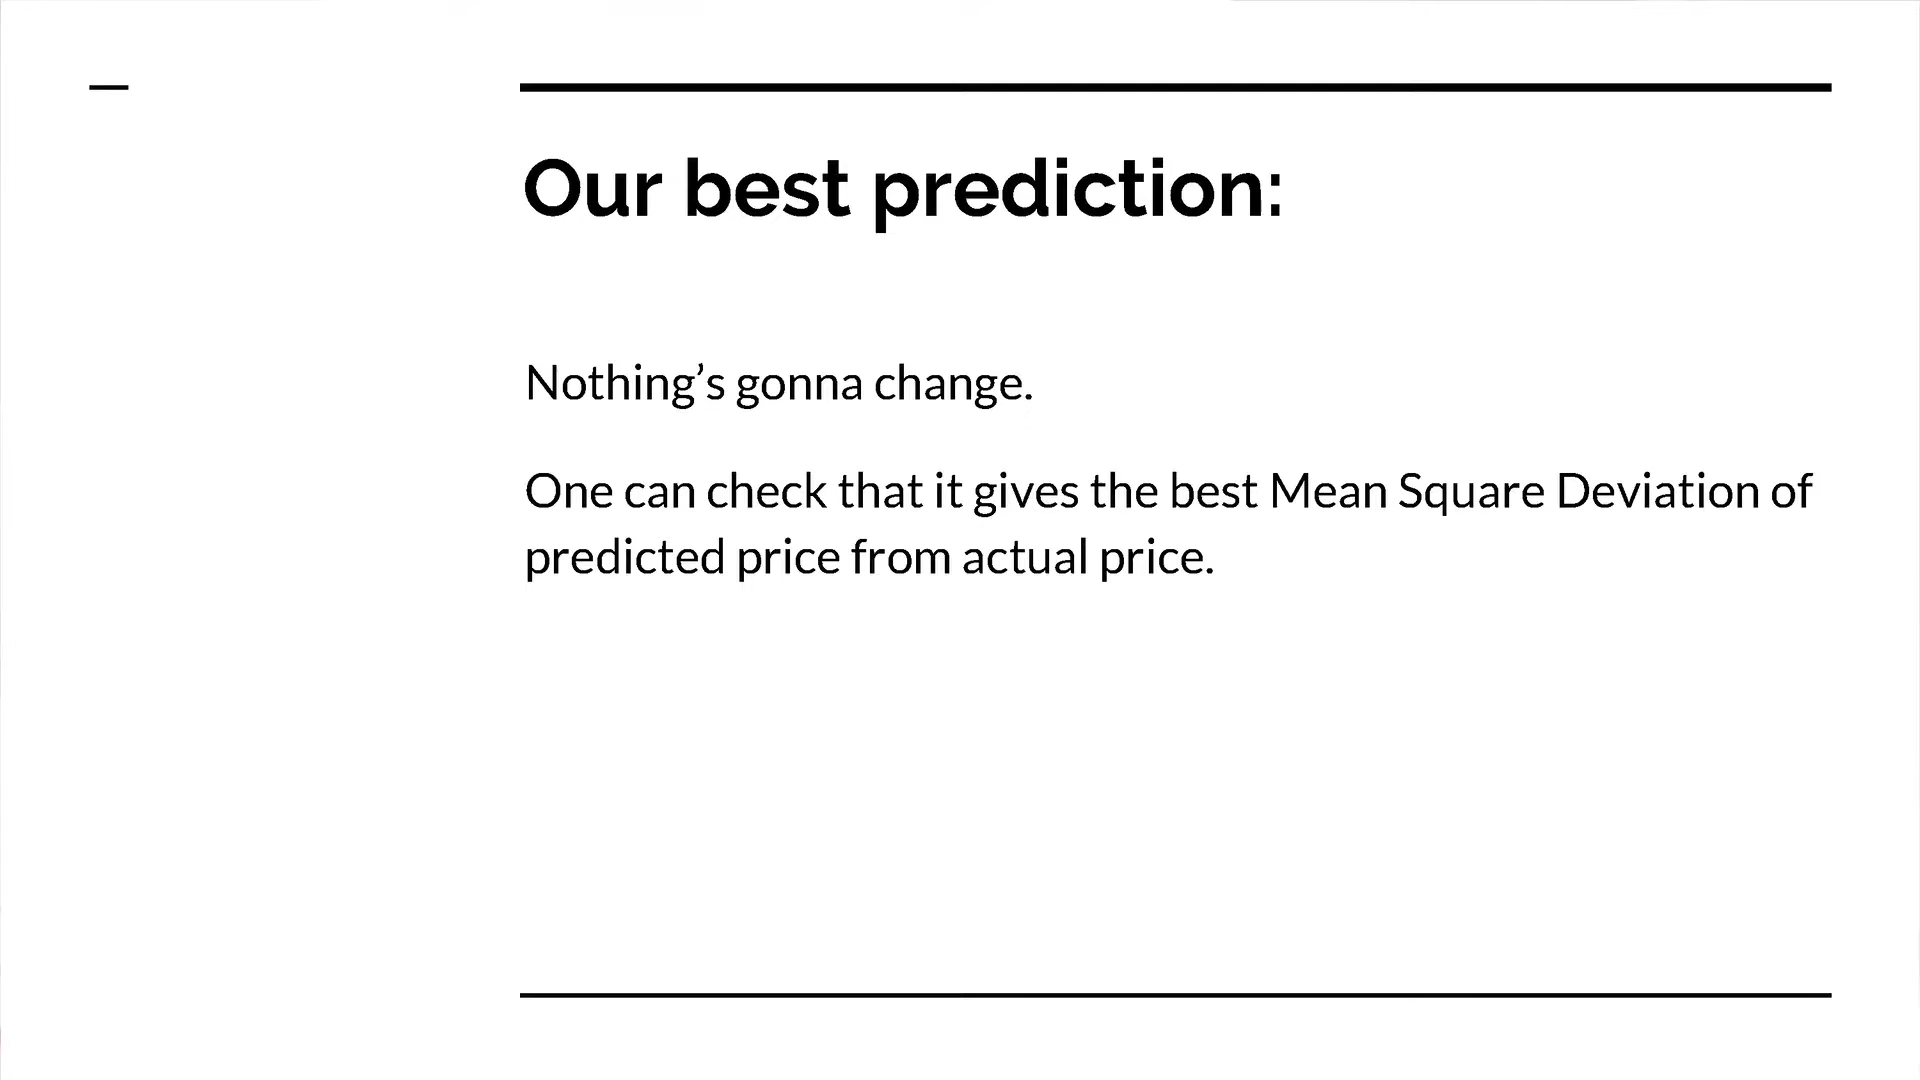 Our best prediction:
Nothing’s gonna change.
One can check that it gives the best Mean Square Deviation of
predicted price from actual price.